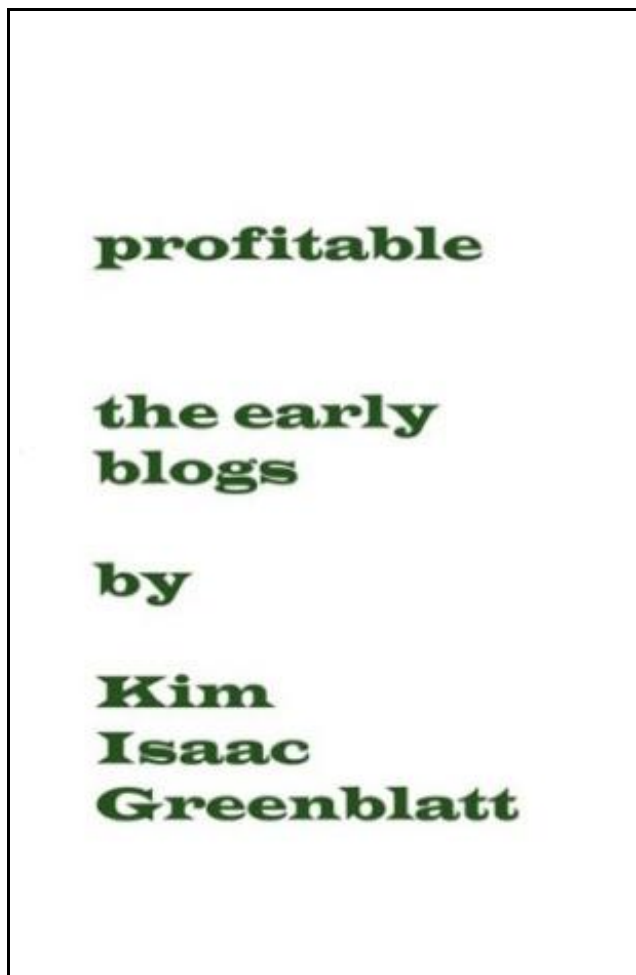 profitable
the early
blogs
by
Kim
Isaac
Greenblatt